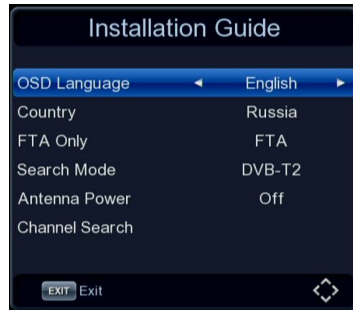 Installation Guide
OSD Language English
Country Russia
FTA Only FTA
Search Mode DVB-T2
Antenna Power Off
Channel Search
EXIT Exit